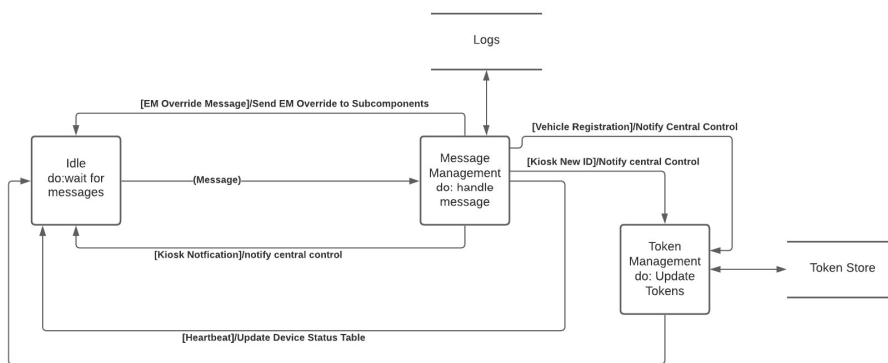 Logs
[EM Override Message]/Send EM Override to Subcomponents
[Vehicle Registration]/Notify Central Control
Idle
do:wait for
messages
(Message)
Message
Management
do: handle
message
[Kiosk New ID]/Notify central Control
[Kiosk Notfication]/notify central control
Token
Management
do: Update
Tokens
Token Store
[Heartbeat]/Update Device Status Table